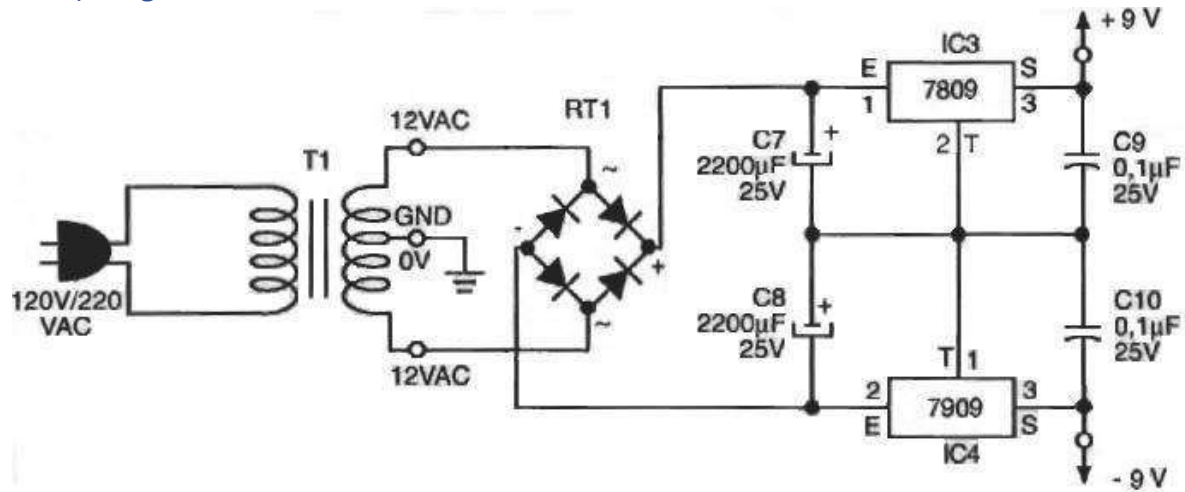 + 9 V
IC3
E
S
7809
1
3
2 T
12VAC
RT1
~
T1
C7
2200µF
25V
+
C9
0,1µF
25V
GND
0V
-
+
120V/220
VAC
~
C8
2200µF
25V
+
C10
0,1µF
25V
12VAC
T 1
2
3
7909
E
S
IC4
- 9 V